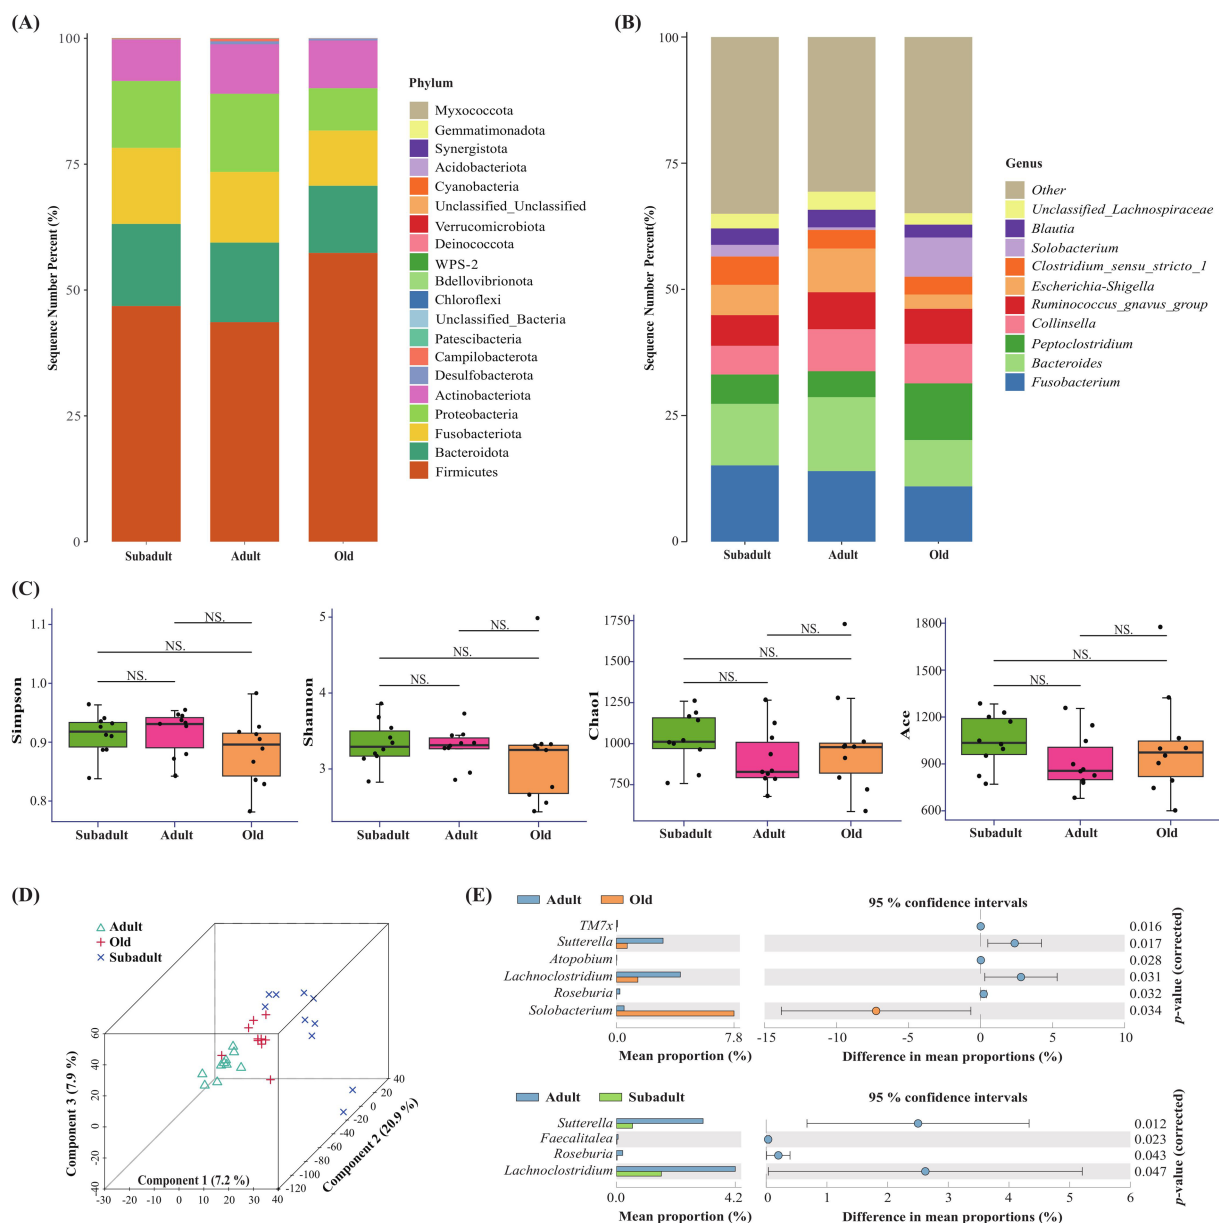 (A)
100
75
50
25
0
Sequence Number Percent (%)
Subadult
Adult
Old
Phylum
Myxococcota
Gemmatimonadota
Synergistota
Acidobacteriota
Cyanobacteria
Unclassified_Unclassified
Verrucomicrobiota
Deinococcota
WPS-2
Bdellovibrionota
Chloroflexi
Unclassified_Bacteria
Patescibacteria
Campilobacterota
Desulfobacterota
Actinobacteriota
Proteobacteria
Fusobacteriota
Bacteroidota
Firmicutes
(B)
100
75
50
25
0
Sequence Number Percent(%)
Subadult
Adult
Old
Genus
Other
Unclassified_Lachnospiraceae
Blautia
Solobacterium
Clostridium_sensu_stricto_1
Escherichia-Shigella
Ruminococcus_gnavus_group
Collinsella
Peptoclostridium
Bacteroides
Fusobacterium
(C)
Simpson
1.1
1.0
0.9
0.8
NS.
NS.
NS.
Subadult
Adult
Old
Shannon
5
4
3
NS.
NS.
NS.
Subadult
Adult
Old
Chao1
1750
1500
1250
1000
750
NS.
NS.
NS.
Subadult
Adult
Old
Ace
1800
1500
1200
900
600
NS.
NS.
NS.
Subadult
Adult
Old
(D)
Adult
Old
Subadult
60
40
20
0
-20
-40
Component 3 (7.9 %)
-30
-20
-10
0
10
20
30
40
Component 1 (7.2 %)
-120
-100
-80
-60
-40
-20
0
20
40
Component 2 (20.9 %)
(E)
Adult
Old
95 % confidence intervals
TM7x
0.016
Sutterella
0.017
Atopobium
0.028
Lachnoclostridium
0.031
Roseburia
0.032
Solobacterium
0.034
0.0
7.8
-15
-10
-5
0
5
10
Mean proportion (%)
Difference in mean proportions (%)
p-value (corrected)
Adult
Subadult
95 % confidence intervals
Sutterella
0.012
Faecalitalea
0.023
Roseburia
0.043
Lachnoclostridium
0.047
0.0
4.2
0
1
2
3
4
5
6
Mean proportion (%)
Difference in mean proportions (%)
p-value (corrected)